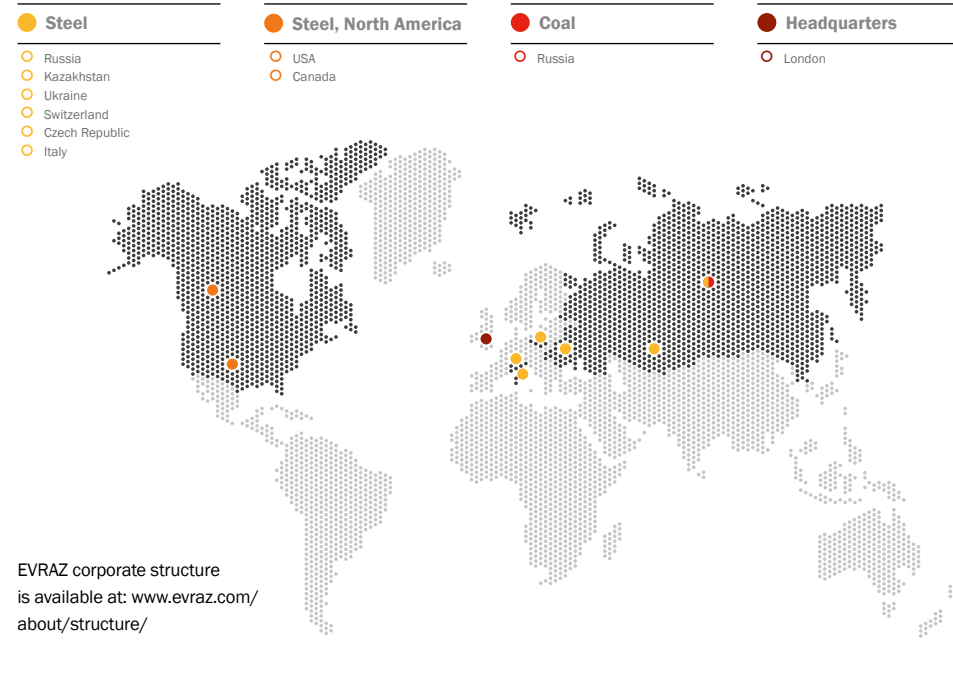 Steel
Russia
Kazakhstan
Ukraine
Switzerland
Czech Republic
Italy
Steel, North America
USA
Canada
Coal
Russia
Headquarters
London
EVRAZ corporate structure
is available at: www.evraz.com/
about/structure/